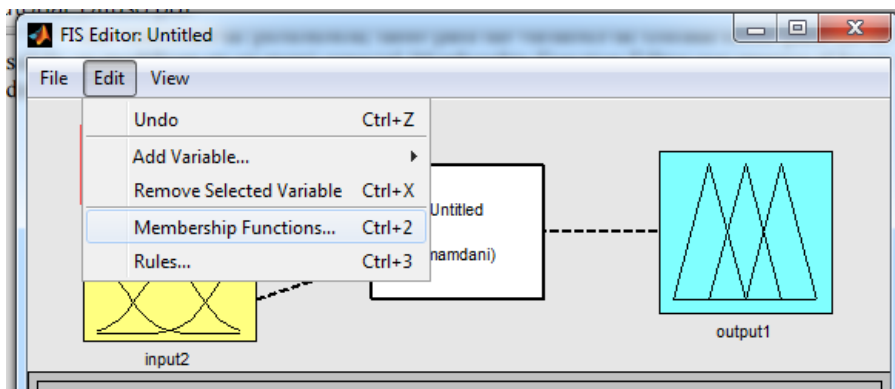 FIS Editor: Untitled
File Edit View
Undo Ctrl+Z
Add Variable...
Remove Selected Variable Ctrl+X
Membership Functions... Ctrl+2
Rules... Ctrl+3
Untitled
mamdani)
output1
input2